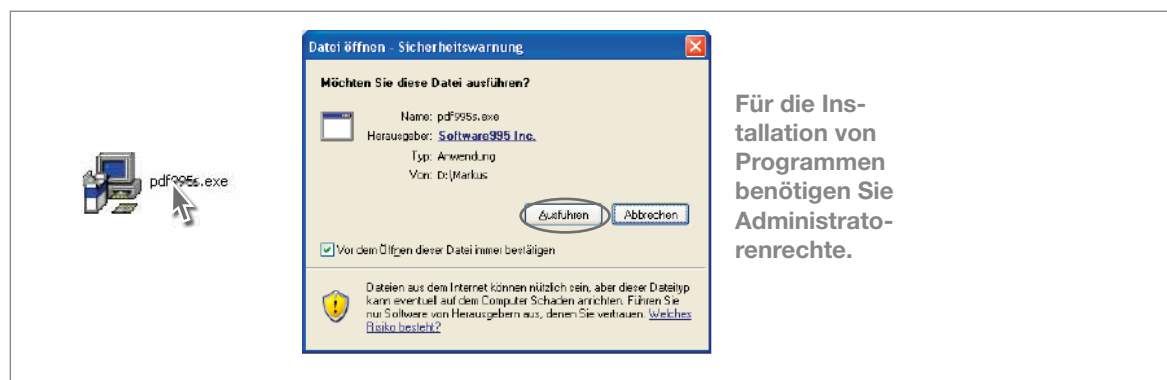 pdf995s.exe
Datei öffnen - Sicherheitswarnung
Möchten Sie diese Datei ausführen?
Name: pdf995s.exe
Herausgeber: Software995 Inc.
Typ: Anwendung
Von: D:\Markus
Ausführen Abbrechen
Vor dem Öffnen dieser Datei immer bestätigen
Dateien aus dem Internet können nützlich sein, aber dieser Dateityp
kann eventuell auf dem Computer Schaden anrichten. Führen Sie
nur Software von Herausgebern aus, denen Sie vertrauen. Welches
Risiko besteht?
Für die Ins-
tallation von
Programmen
benötigen Sie
Administrato-
renrechte.